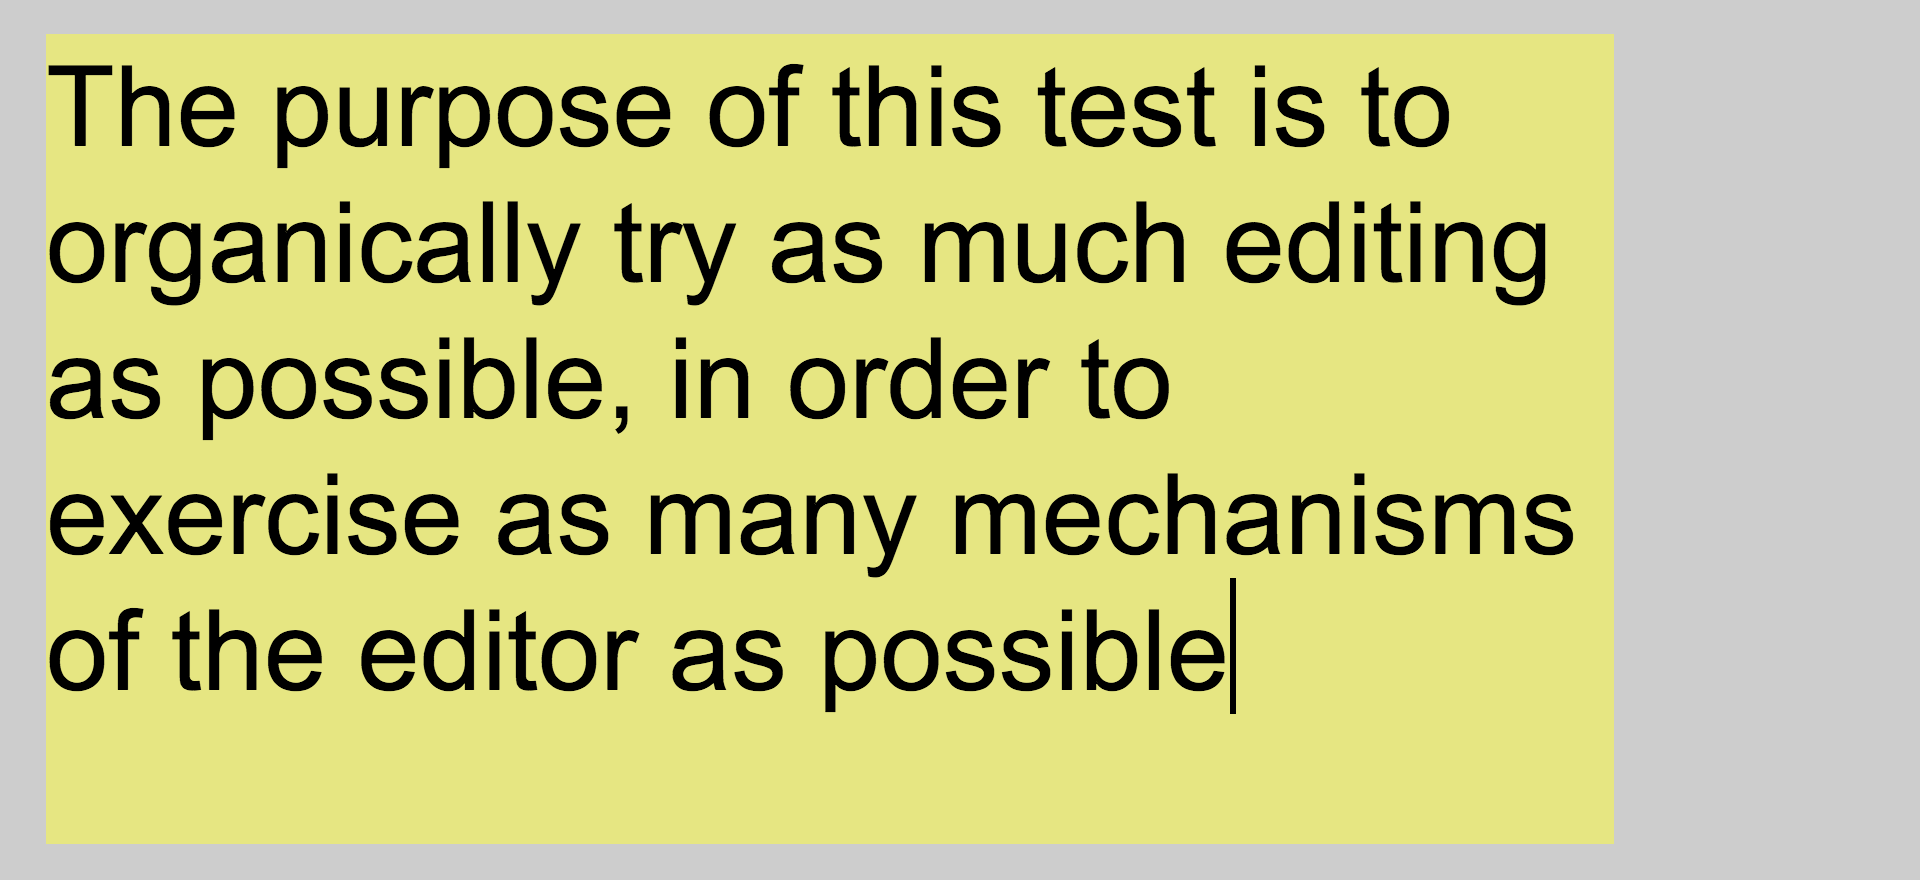 The purpose of this test is to
organically try as much editing
as possible, in order to
exercise as many mechanisms
of the editor as possible